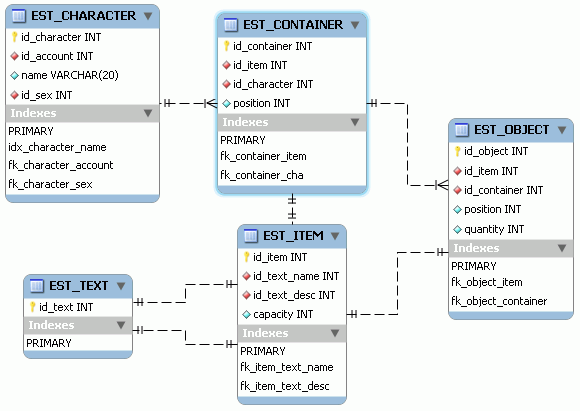 EST_CHARACTER
id_character INT
id_account INT
name VARCHAR(20)
id_sex INT
Indexes
PRIMARY
idx_character_name
fk_character_account
fk_character_sex
EST_CONTAINER
id_container INT
id_item INT
id_character INT
position INT
Indexes
PRIMARY
fk_container_item
fk_container_cha
EST_OBJECT
id_object INT
id_item INT
id_container INT
position INT
quantity INT
Indexes
PRIMARY
fk_object_item
fk_object_container
EST_ITEM
id_item INT
id_text_name INT
id_text_desc INT
capacity INT
Indexes
PRIMARY
fk_item_text_name
fk_item_text_desc
EST_TEXT
id_text INT
Indexes
PRIMARY